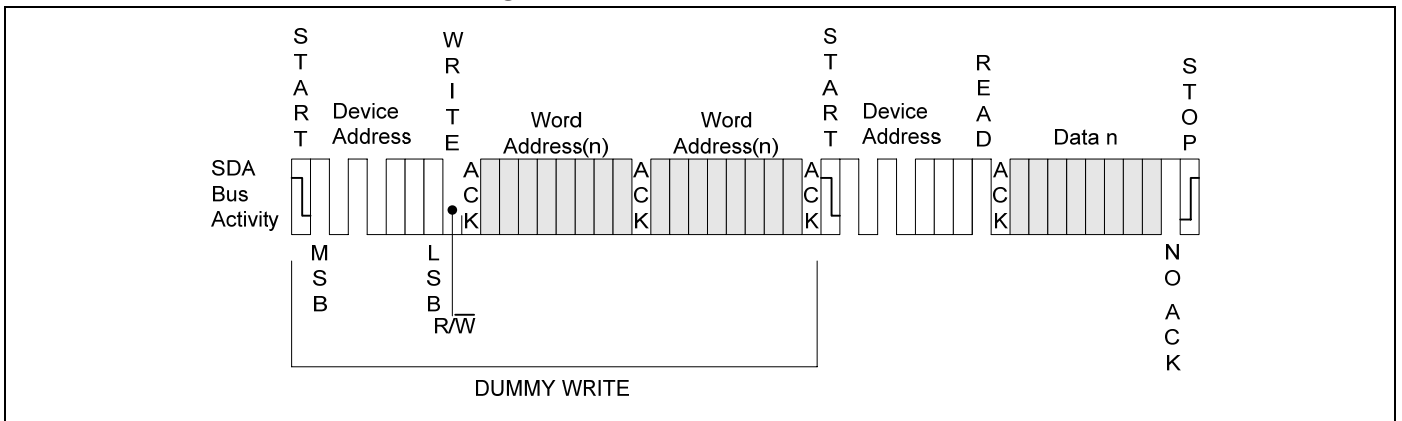 START
WRITE
START
READ
STOP
Device
Address
Word
Address(n)
Word
Address(n)
Device
Address
Data n
SDA
Bus
Activity
ACK
ACK
ACK
ACK
MSB
LSB
R/W̅
NO ACK
DUMMY WRITE